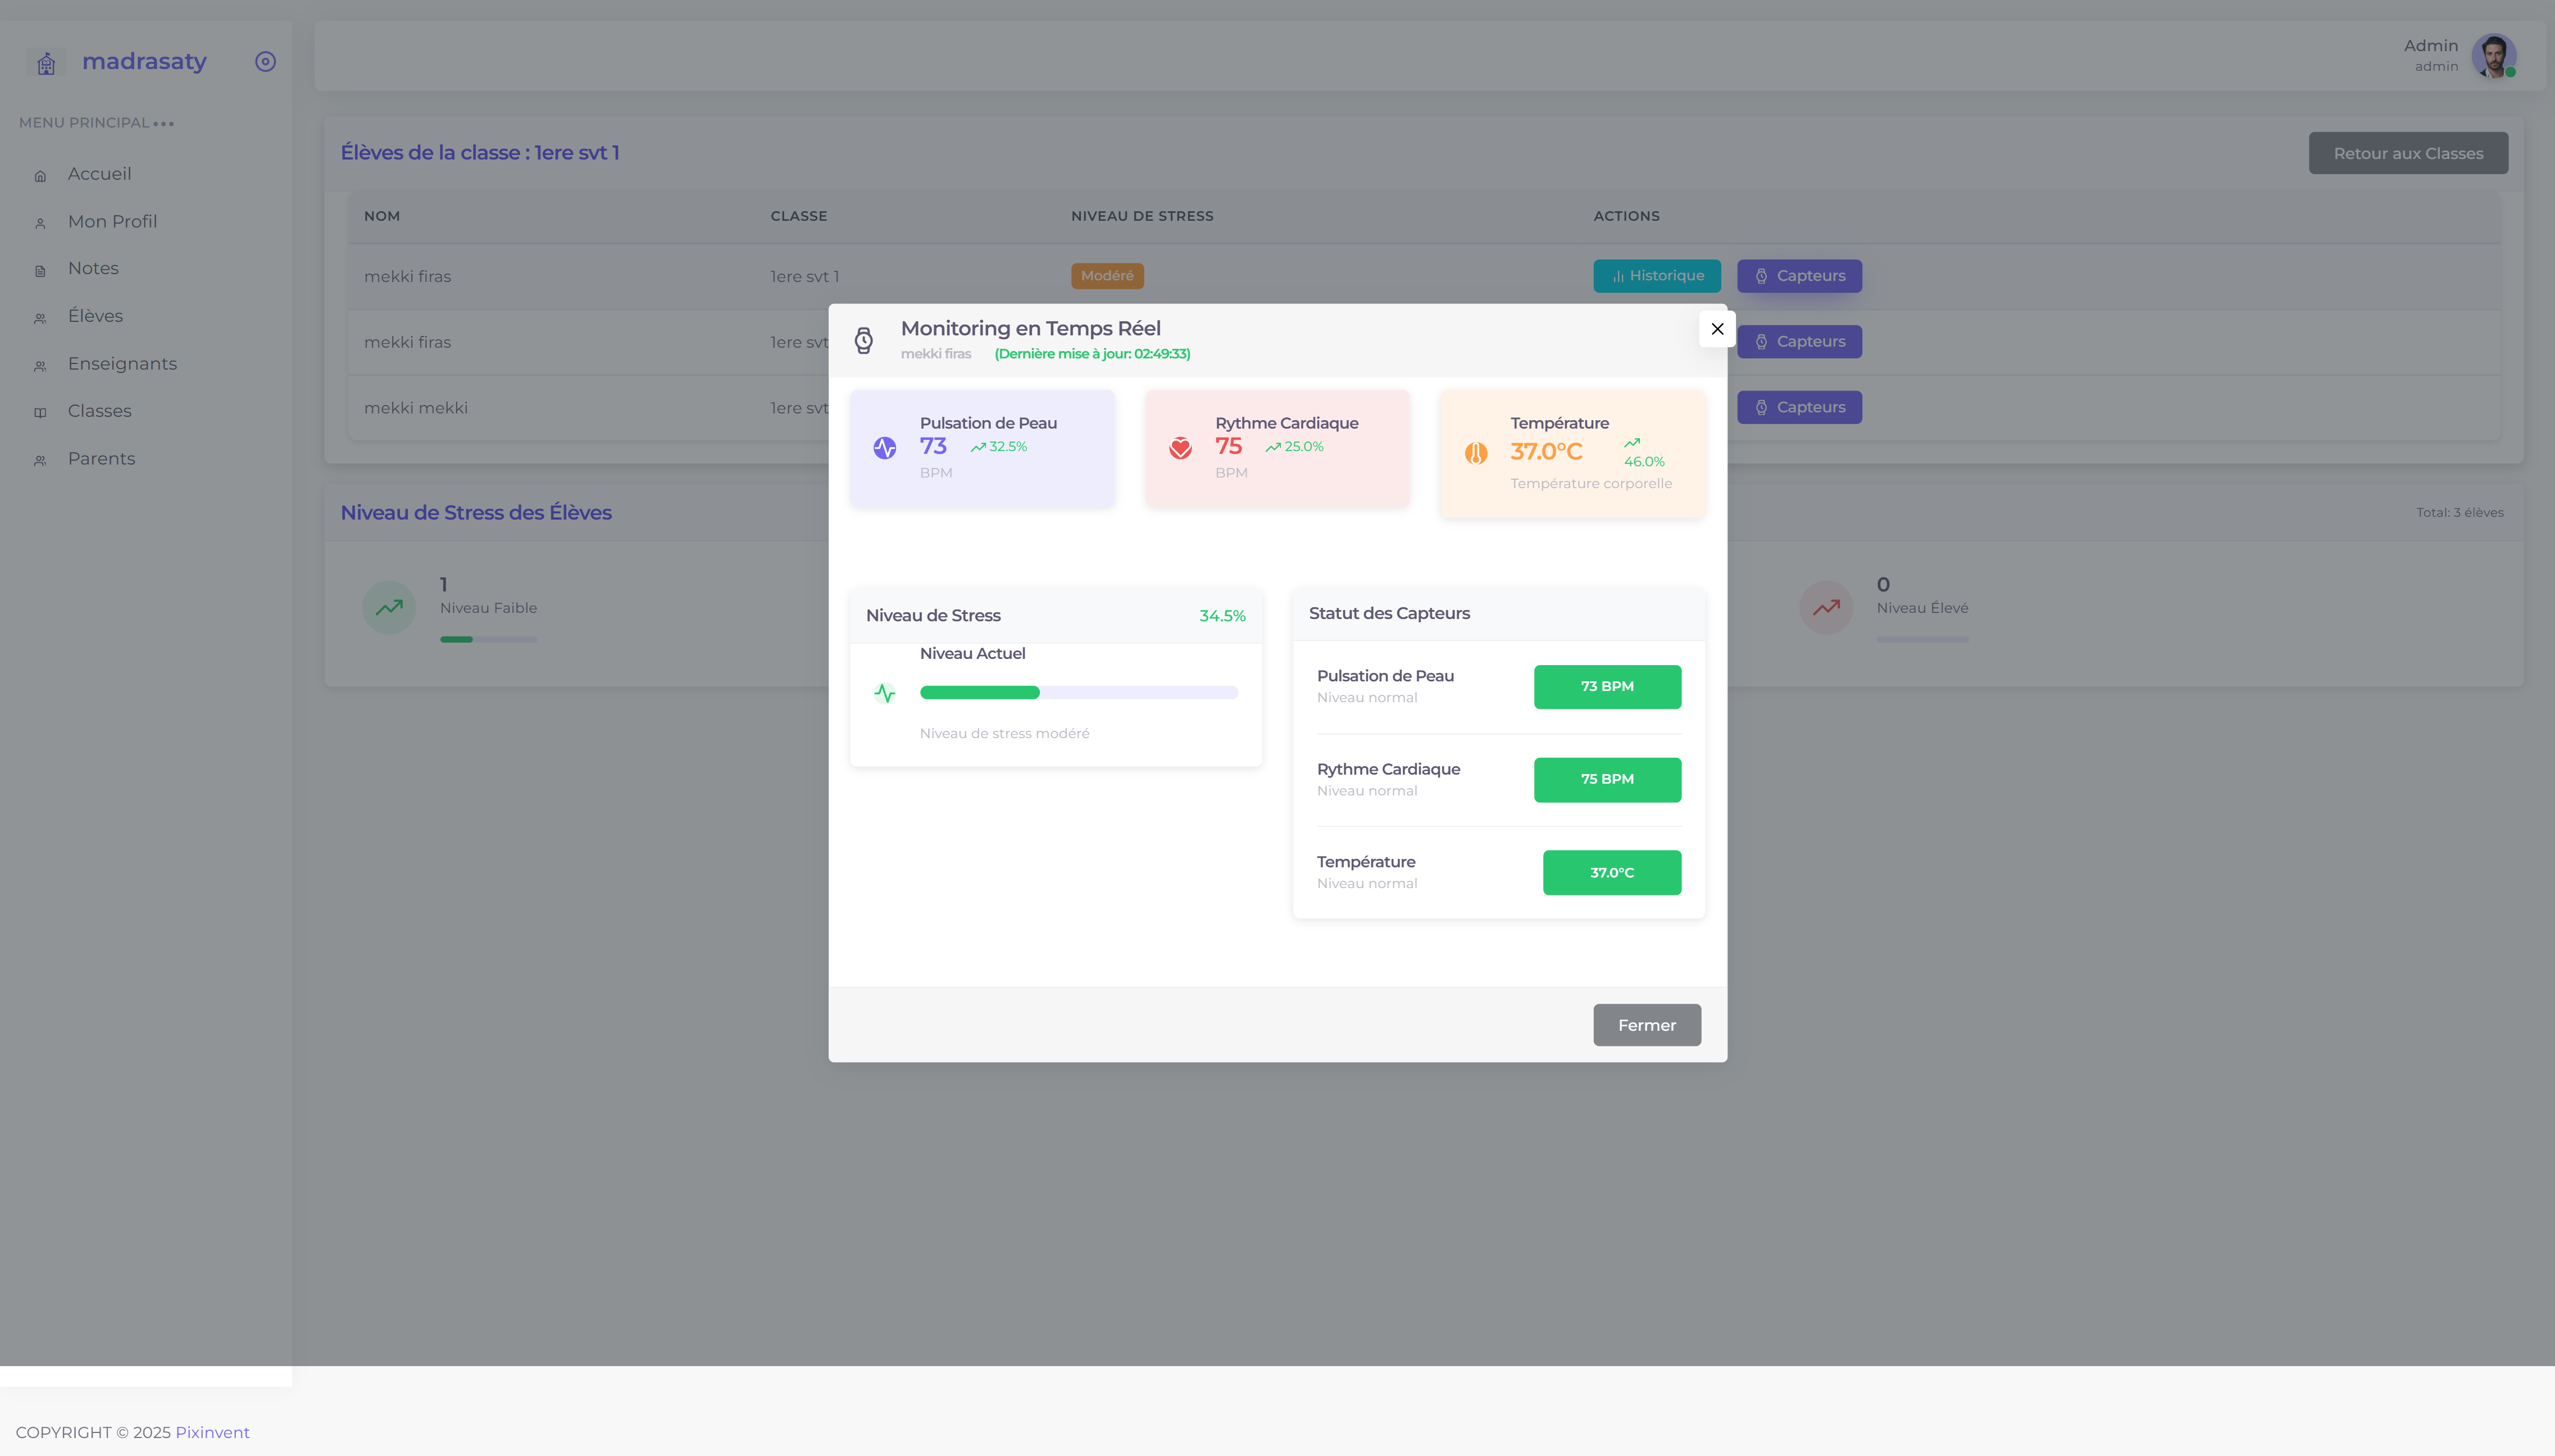 madrasaty
Admin
admin
MENU PRINCIPAL
Accueil
Mon Profil
Notes
Élèves
Enseignants
Classes
Parents
Élèves de la classe : 1ere svt 1
Retour aux Classes
NOM CLASSE NIVEAU DE STRESS ACTIONS
mekki firas 1ere svt 1 Modéré Historique Capteurs
mekki firas 1ere svt Capteurs
mekki mekki 1ere svt Capteurs
Monitoring en Temps Réel
mekki firas (Dernière mise à jour: 02:49:33)
Pulsation de Peau
73 32.5%
BPM
Rythme Cardiaque
75 25.0%
BPM
Température
37.0°C 46.0%
Température corporelle
Niveau de Stress 34.5%
Niveau Actuel
Niveau de stress modéré
Statut des Capteurs
Pulsation de Peau
Niveau normal
73 BPM
Rythme Cardiaque
Niveau normal
75 BPM
Température
Niveau normal
37.0°C
Fermer
Niveau de Stress des Élèves
Total: 3 élèves
1
Niveau Faible
0
Niveau Élevé
COPYRIGHT © 2025 Pixinvent